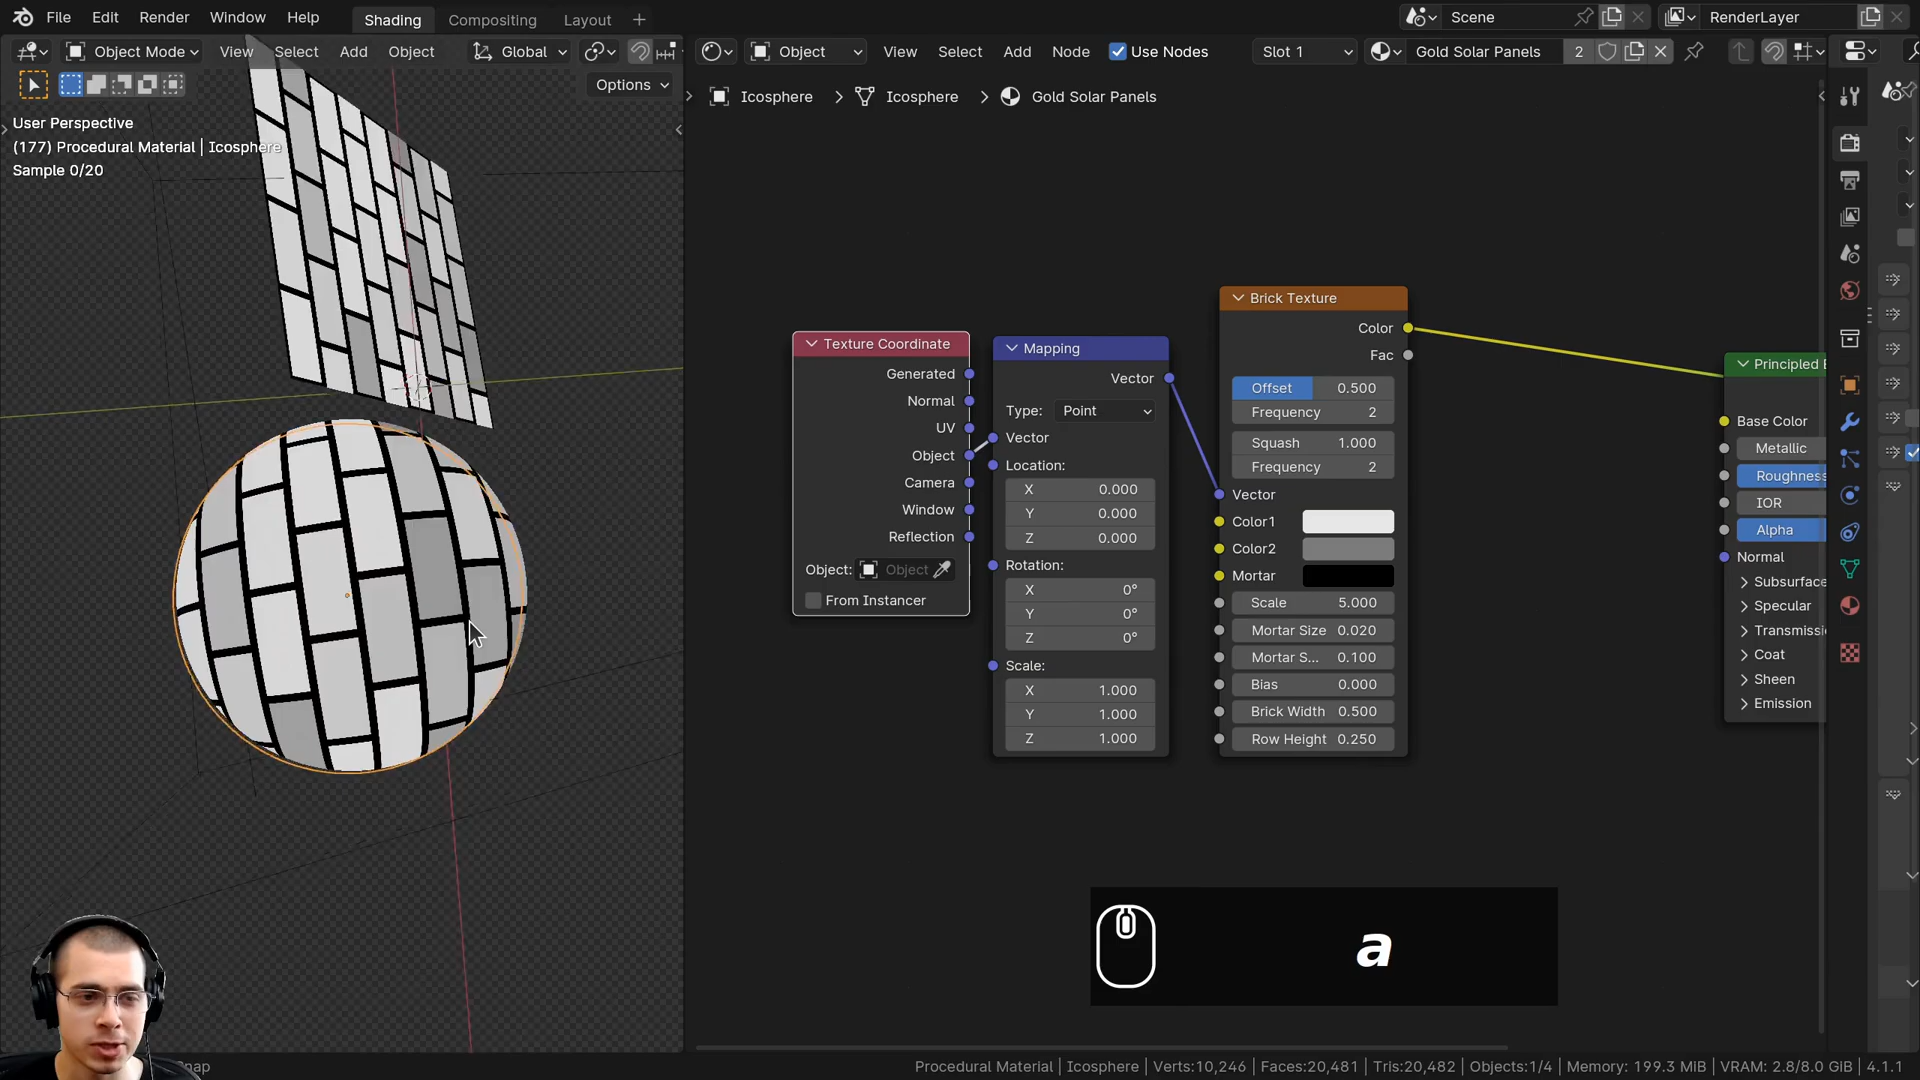 File Edit Render Window Help Shading Compositing Layout + Scene RenderLayer
Object Mode View Select Add Object Global Object View Select Add Node Use Nodes Slot 1 Gold Solar Panels 2
Options
Icosphere > Icosphere > Gold Solar Panels
User Perspective
(177) Procedural Material | Icosphere
Sample 0/20
Texture Coordinate
Generated
Normal
UV
Object
Camera
Window
Reflection
Object: Object
From Instancer
Mapping
Vector
Type: Point
Vector
Location:
X 0.000
Y 0.000
Z 0.000
Rotation:
X 0°
Y 0°
Z 0°
Scale:
X 1.000
Y 1.000
Z 1.000
Brick Texture
Color
Fac
Offset 0.500
Frequency 2
Squash 1.000
Frequency 2
Vector
Color1
Color2
Mortar
Scale 5.000
Mortar Size 0.020
Mortar S... 0.100
Bias 0.000
Brick Width 0.500
Row Height 0.250
Principled
Base Color
Metallic
Roughness
IOR
Alpha
Normal
Subsurface
Specular
Transmissi
Coat
Sheen
Emission
a
Procedural Material | Icosphere | Verts:10,246 | Faces:20,481 | Tris:20,482 | Objects:1/4 | Memory: 199.3 MiB | VRAM: 2.8/8.0 GiB | 4.1.1